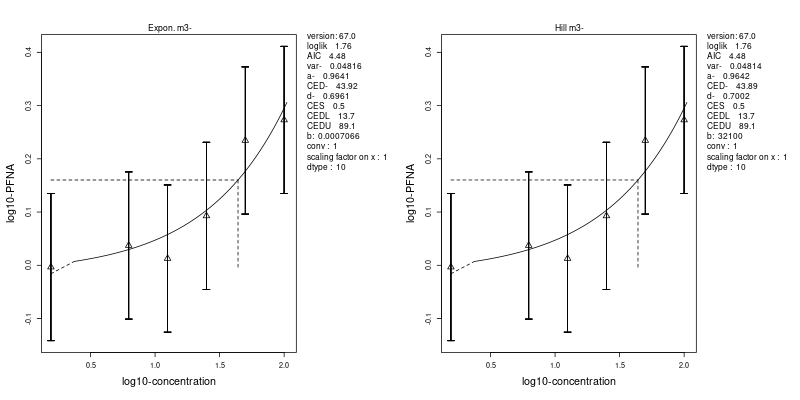 Expon. m3-
version: 67.0
loglik 1.76
AIC 4.48
var- 0.04816
a- 0.9641
CED- 43.92
d- 0.6961
CES 0.5
CEDL 13.7
CEDU 89.1
b: 0.0007066
conv : 1
scaling factor on x : 1
dtype : 10
log10-PFNA
0.4
0.3
0.2
0.1
0.0
-0.1
0.5
1.0
1.5
2.0
log10-concentration
Hill m3-
version: 67.0
loglik 1.76
AIC 4.48
var- 0.04814
a- 0.9642
CED- 43.89
d- 0.7002
CES 0.5
CEDL 13.7
CEDU 89.1
b: 32100
conv : 1
scaling factor on x : 1
dtype : 10
log10-PFNA
0.4
0.3
0.2
0.1
0.0
-0.1
0.5
1.0
1.5
2.0
log10-concentration